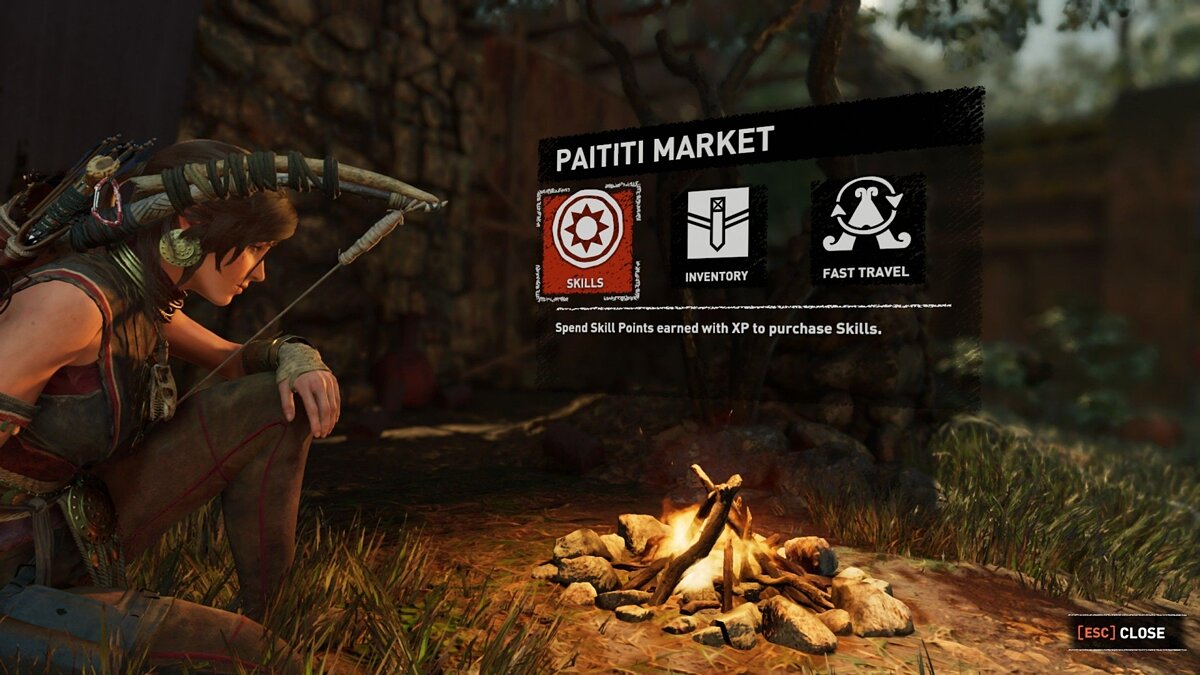 PAITITI MARKET
SKILLS
INVENTORY
FAST TRAVEL
Spend Skill Points earned with XP to purchase Skills.
[ESC] CLOSE